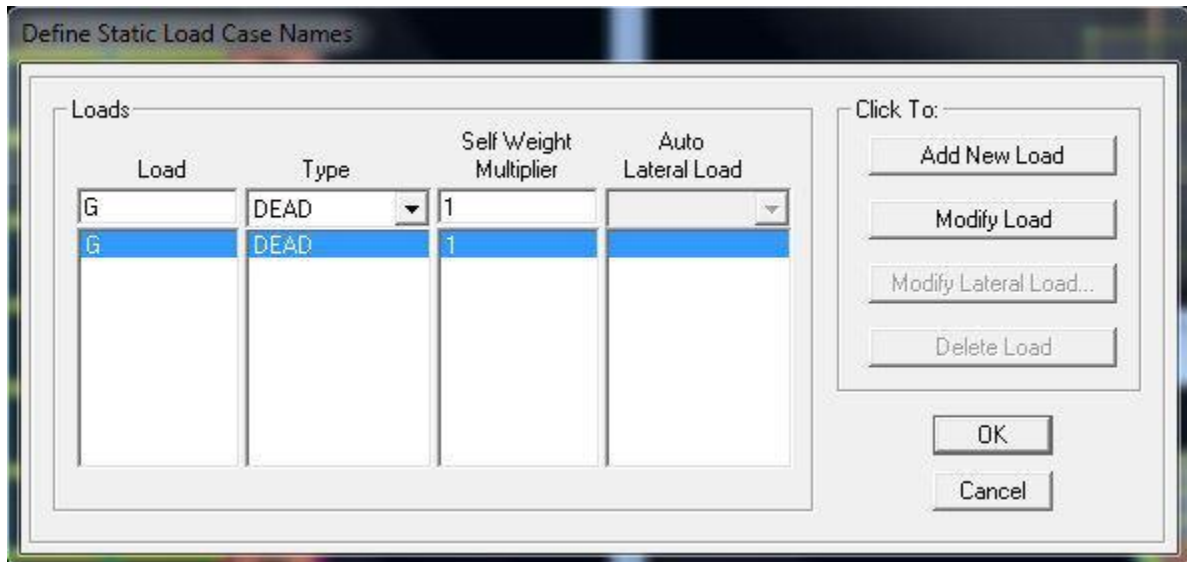 Define Static Load Case Names
Loads
Load Type Self Weight Multiplier Auto Lateral Load
G DEAD 1
G DEAD 1
Click To:
Add New Load
Modify Load
Modify Lateral Load...
Delete Load
OK
Cancel